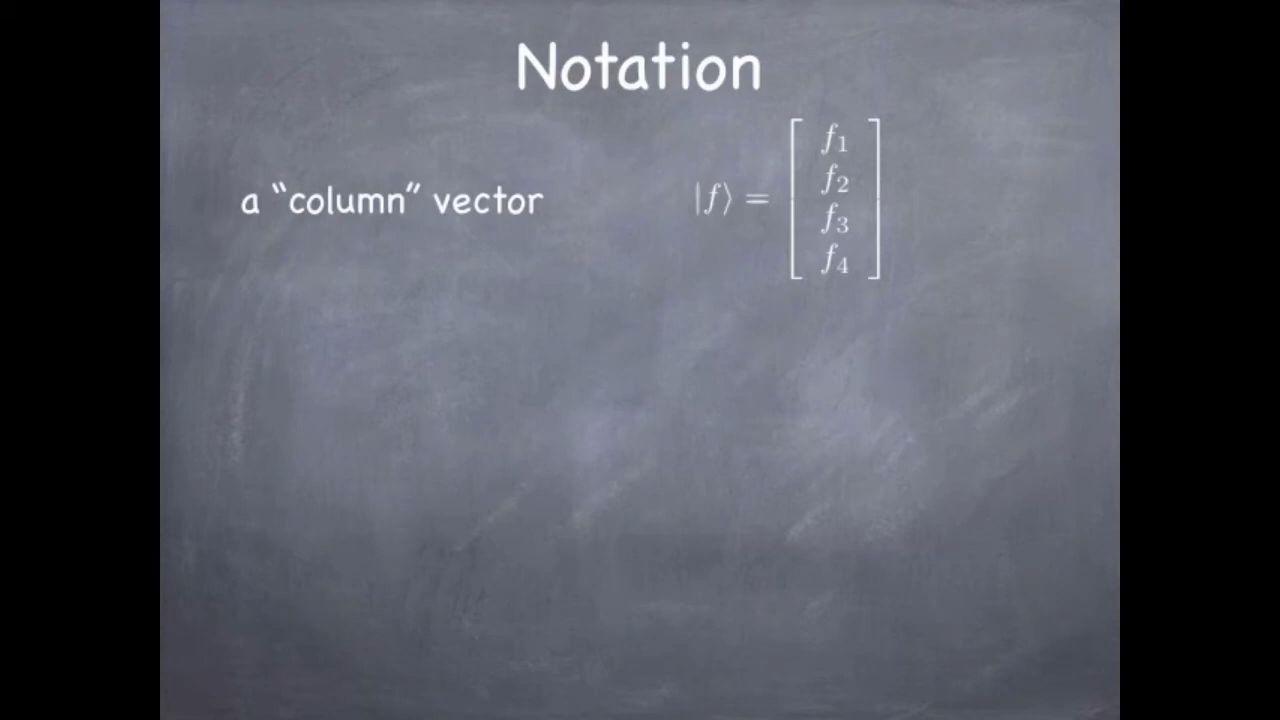 Notation
a “column” vector
|f⟩ = [ f₁
f₂
f₃
f₄ ]